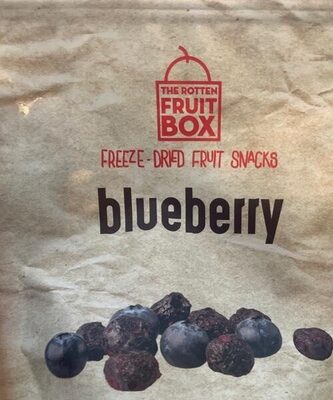 THE ROTTEN
FRUIT
BOX
FREEZE-DRIED FRUIT SNACKS
blueberry